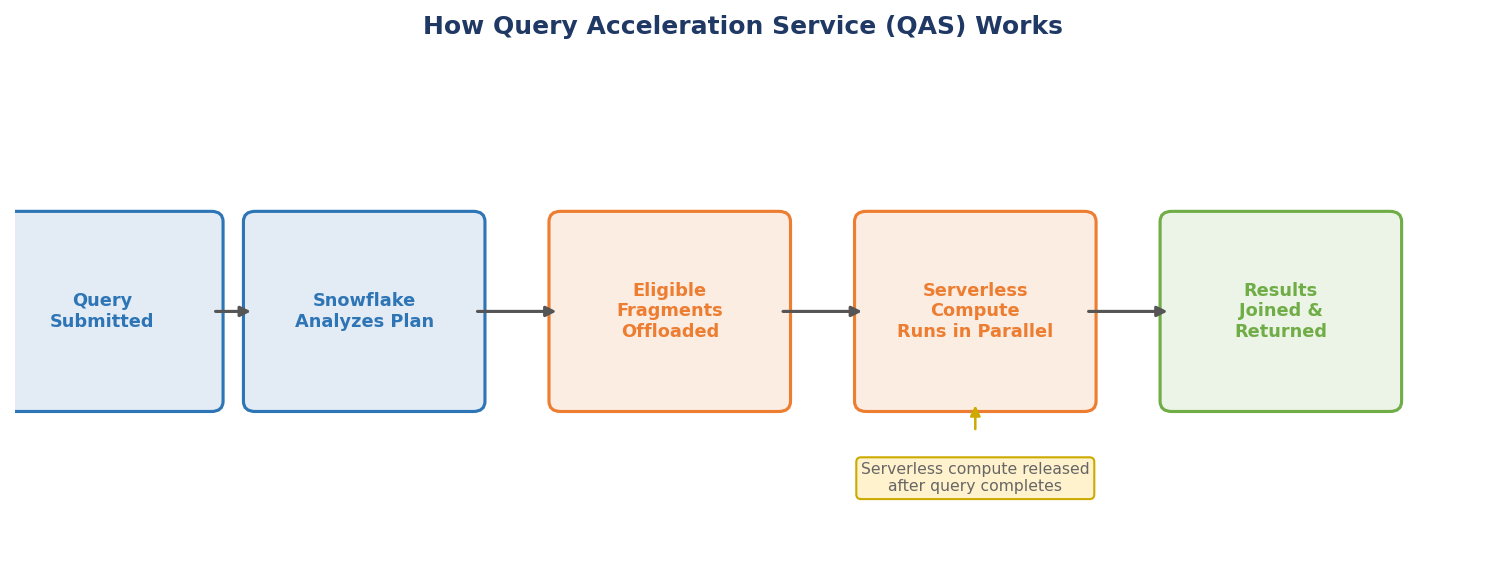 How Query Acceleration Service (QAS) Works
Query
Submitted
Snowflake
Analyzes Plan
Eligible
Fragments
Offloaded
Serverless
Compute
Runs in Parallel
Results
Joined &
Returned
Serverless compute released
after query completes